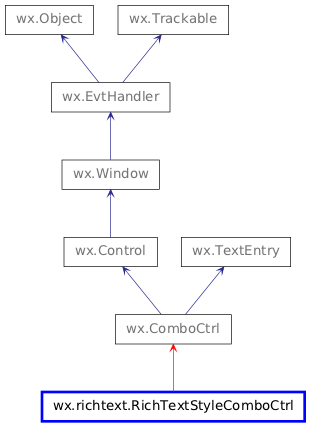 wx.Object
wx.Trackable
wx.EvtHandler
wx.Window
wx.Control
wx.TextEntry
wx.ComboCtrl
wx.richtext.RichTextStyleComboCtrl